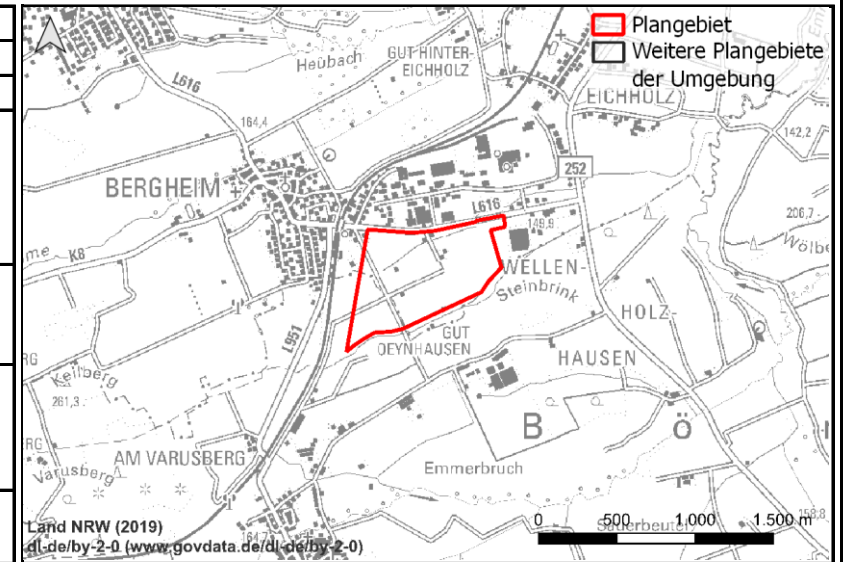 Plangebiet
Weitere Plangebiete
der Umgebung
L616
Heubach
GUT HINTER-
EICHHOLZ
EICHHOLZ
164,4
142,2
BERGHEIM
252
L616
149,9
206,7
Wölbe
K8
WELLEN-
Steinbrink
HOLZ-
L951
GUT
OEYNHAUSEN
HAUSEN
Keilberg
261,3
B
Ö
AM VARUSBERG
Varusberg
Emmerbruch
Land NRW (2019)
dl-de/by-2-0 (www.govdata.de/dl-de/by-2-0)
0 500 1.000 1.500 m